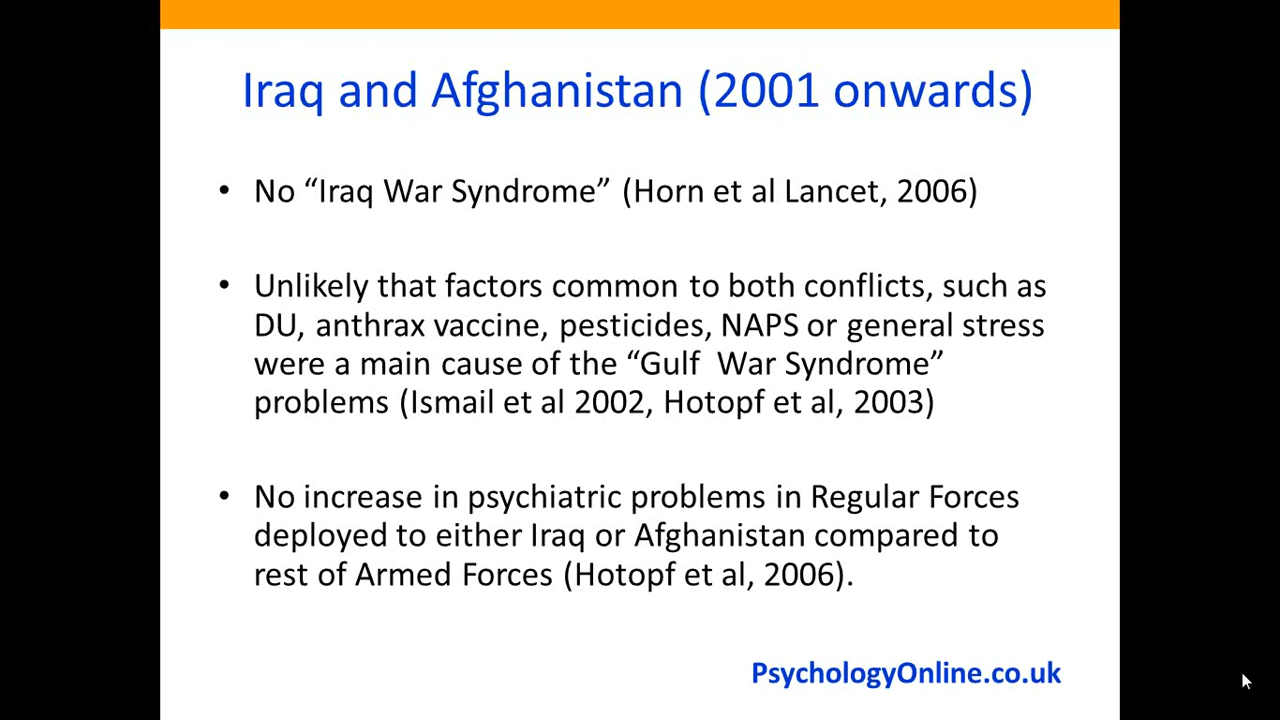 Iraq and Afghanistan (2001 onwards)
• No “Iraq War Syndrome” (Horn et al Lancet, 2006)
• Unlikely that factors common to both conflicts, such as
DU, anthrax vaccine, pesticides, NAPS or general stress
were a main cause of the “Gulf  War Syndrome”
problems (Ismail et al 2002, Hotopf et al, 2003)
• No increase in psychiatric problems in Regular Forces
deployed to either Iraq or Afghanistan compared to
rest of Armed Forces (Hotopf et al, 2006).
PsychologyOnline.co.uk